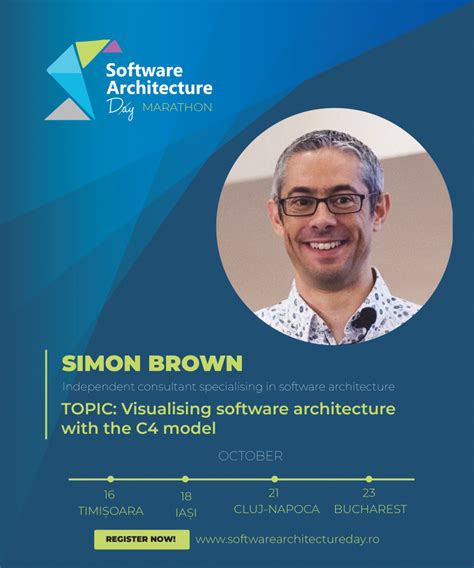 Software
Architecture
Day MARATHON
SIMON BROWN
Independent consultant specialising in software architecture
TOPIC: Visualising software architecture
with the C4 model
OCTOBER
16 18 21 23
TIMIȘOARA IAȘI CLUJ-NAPOCA BUCHAREST
REGISTER NOW! www.softwarearchitectureday.ro